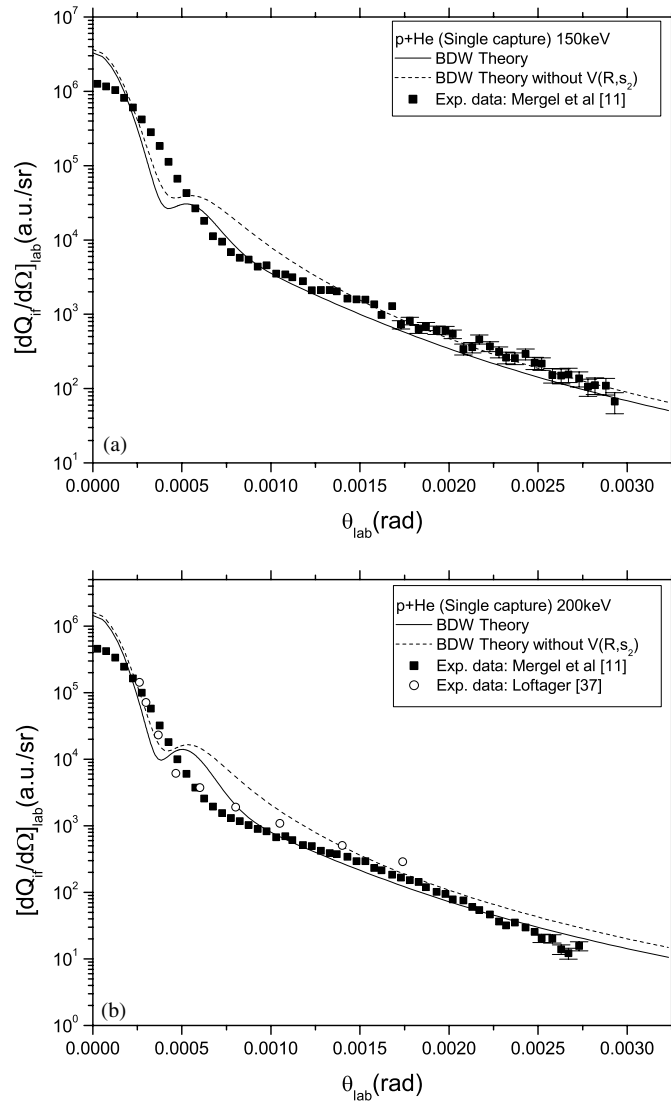 10^7
p+He (Single capture) 150keV
BDW Theory
BDW Theory without V(R,s_2)
Exp. data: Mergel et al [11]
10^6
10^5
10^4
10^3
10^2
10^1
[dQ_if/dΩ]_lab(a.u./sr)
(a)
0.0000 0.0005 0.0010 0.0015 0.0020 0.0025 0.0030
θ_lab(rad)
p+He (Single capture) 200keV
BDW Theory
BDW Theory without V(R,s_2)
Exp. data: Mergel et al [11]
Exp. data: Loftager [37]
10^6
10^5
10^4
10^3
10^2
10^1
10^0
[dQ_if/dΩ]_lab(a.u./sr)
(b)
0.0000 0.0005 0.0010 0.0015 0.0020 0.0025 0.0030
θ_lab(rad)